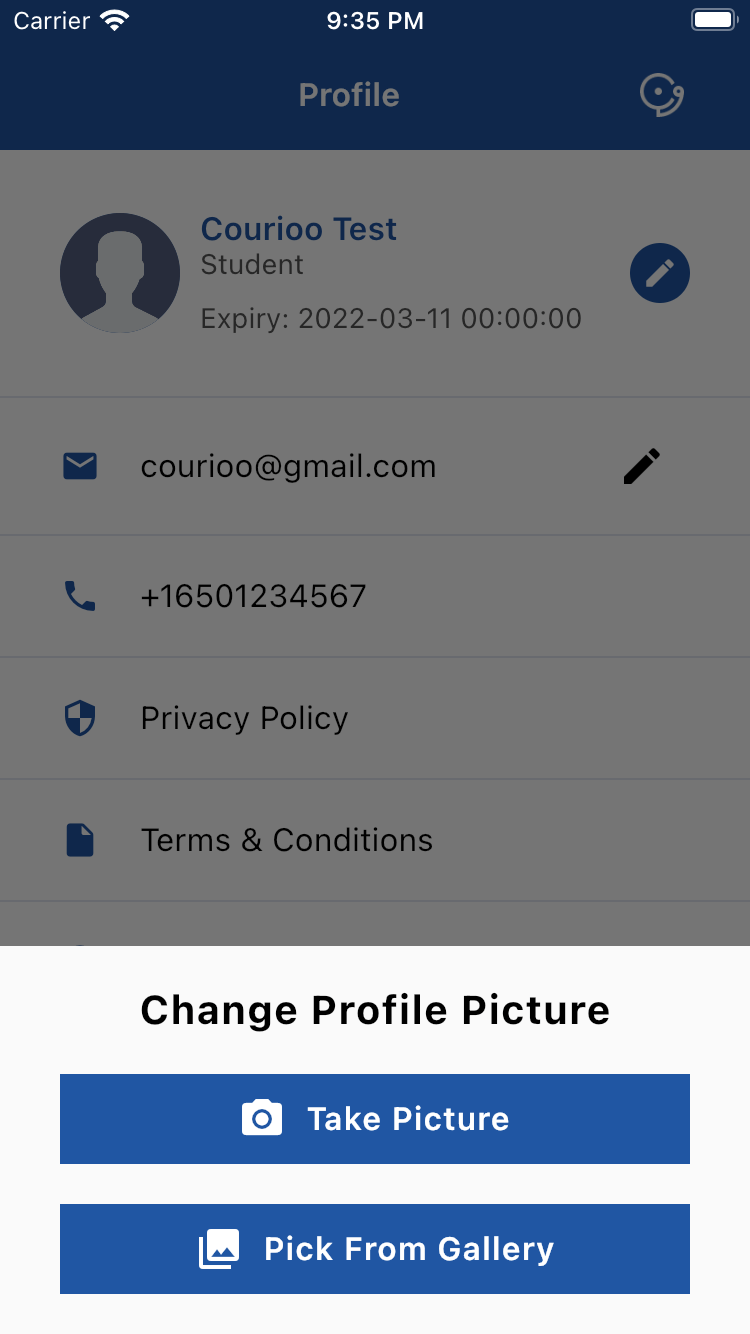 Carrier 9:35 PM
Profile
Courioo Test
Student
Expiry: 2022-03-11 00:00:00
courioo@gmail.com
+16501234567
Privacy Policy
Terms & Conditions
Change Profile Picture
Take Picture
Pick From Gallery